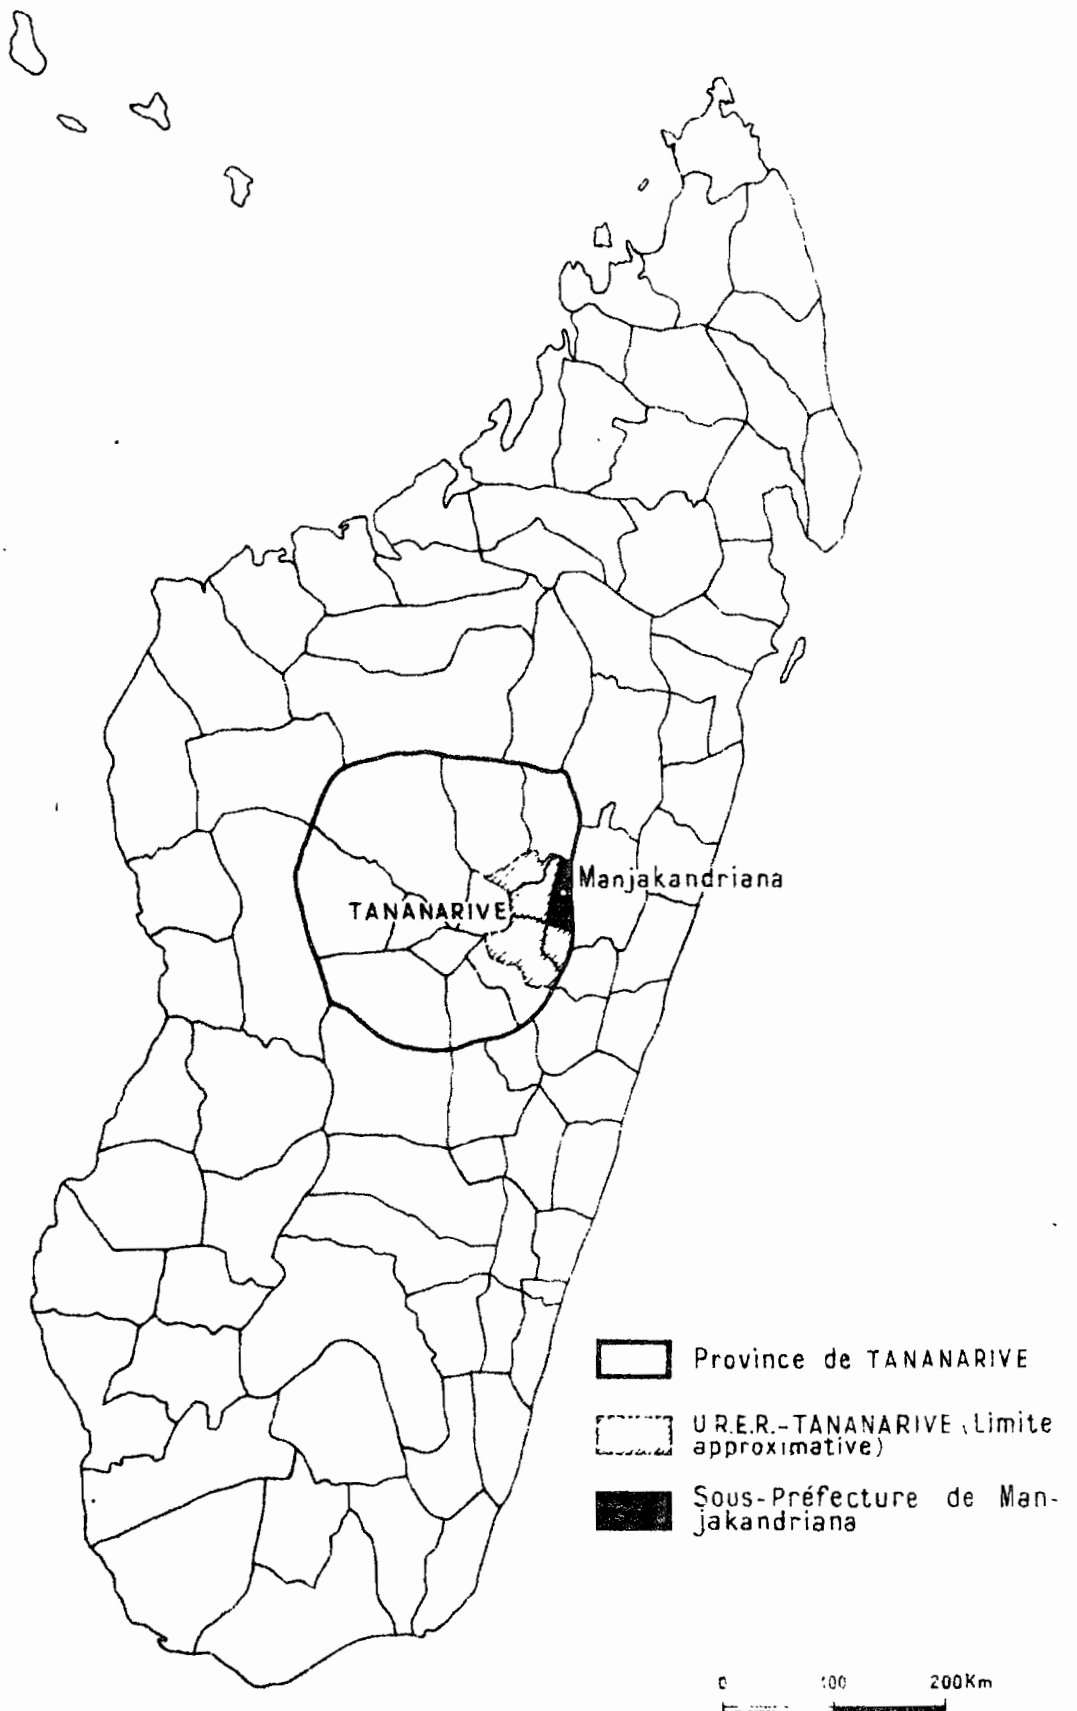 Manjakandriana
TANANARIVE
Province de TANANARIVE
U.R.E.R.-TANANARIVE (Limite
approximative)
Sous-Préfecture de Man-
jakandriana
0 100 200Km